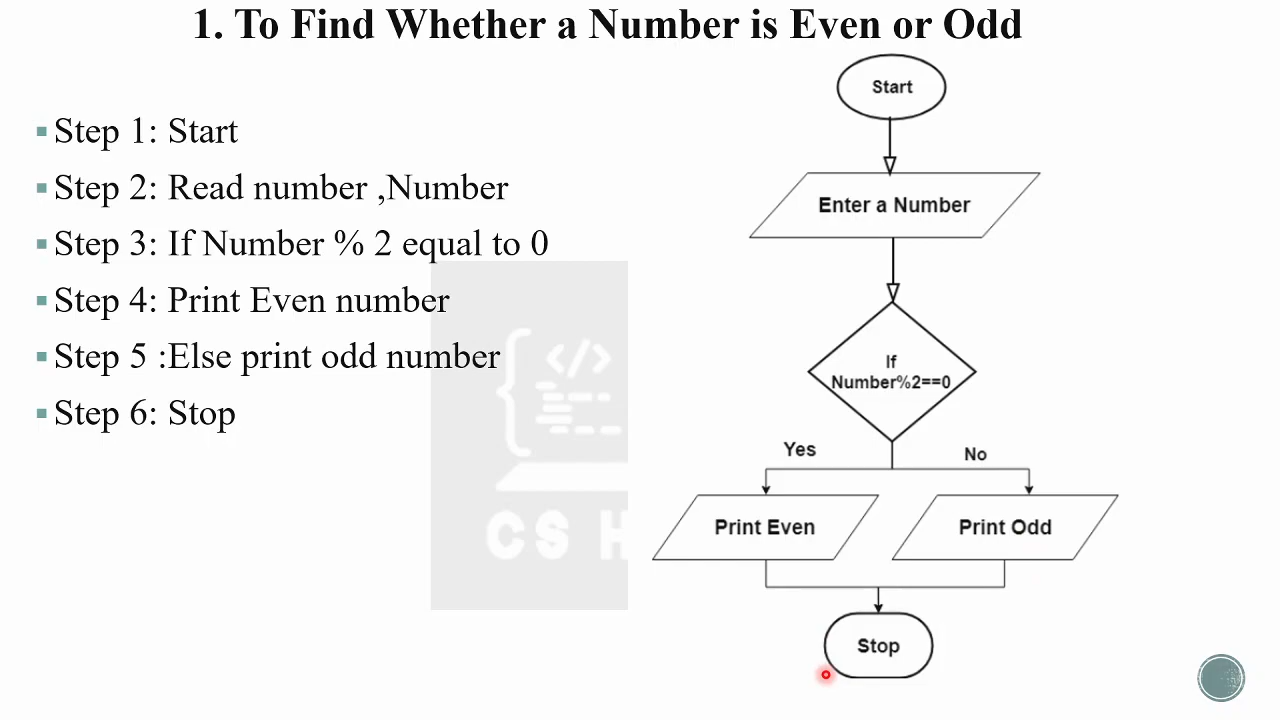 1. To Find Whether a Number is Even or Odd
Step 1: Start
Step 2: Read number ,Number
Step 3: If Number % 2 equal to 0
Step 4: Print Even number
Step 5 :Else print odd number
Step 6: Stop
CS H
Start
Enter a Number
If
Number%2==0
Yes
No
Print Even
Print Odd
Stop